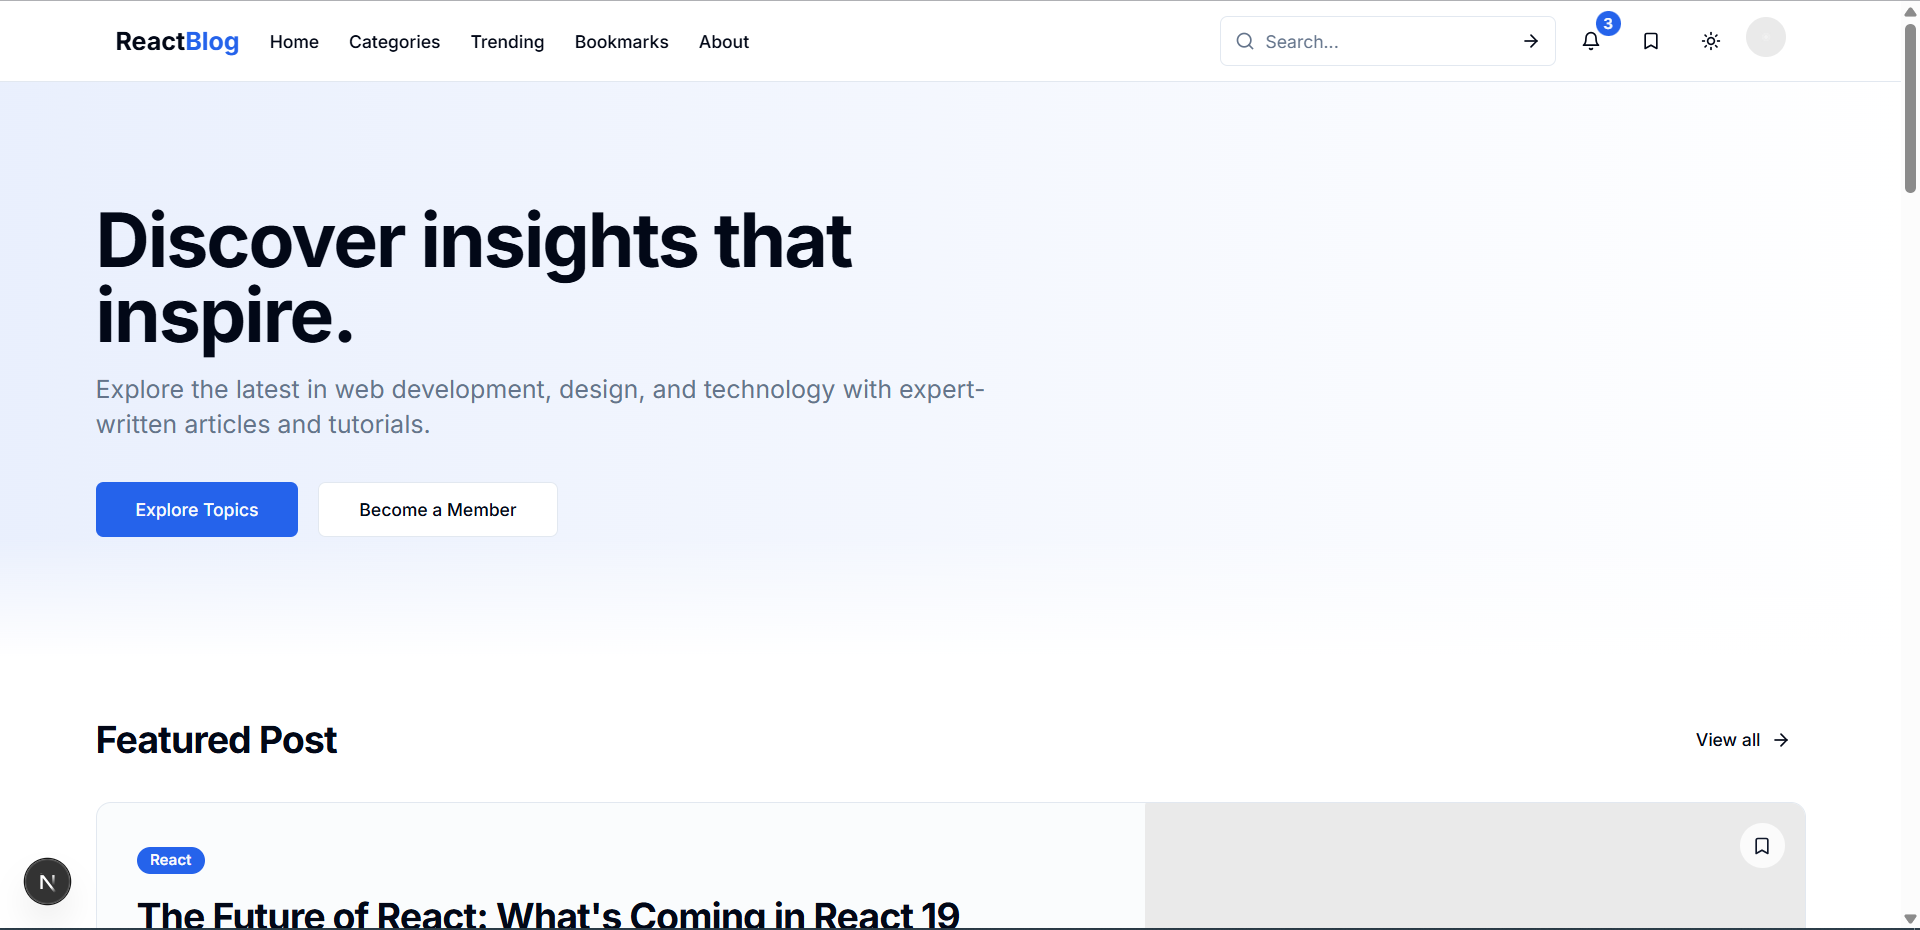 ReactBlog Home Categories Trending Bookmarks About Search... 3
Discover insights that
inspire.
Explore the latest in web development, design, and technology with expert-
written articles and tutorials.
Explore Topics Become a Member
Featured Post View all
React
The Future of React: What's Coming in React 19
N